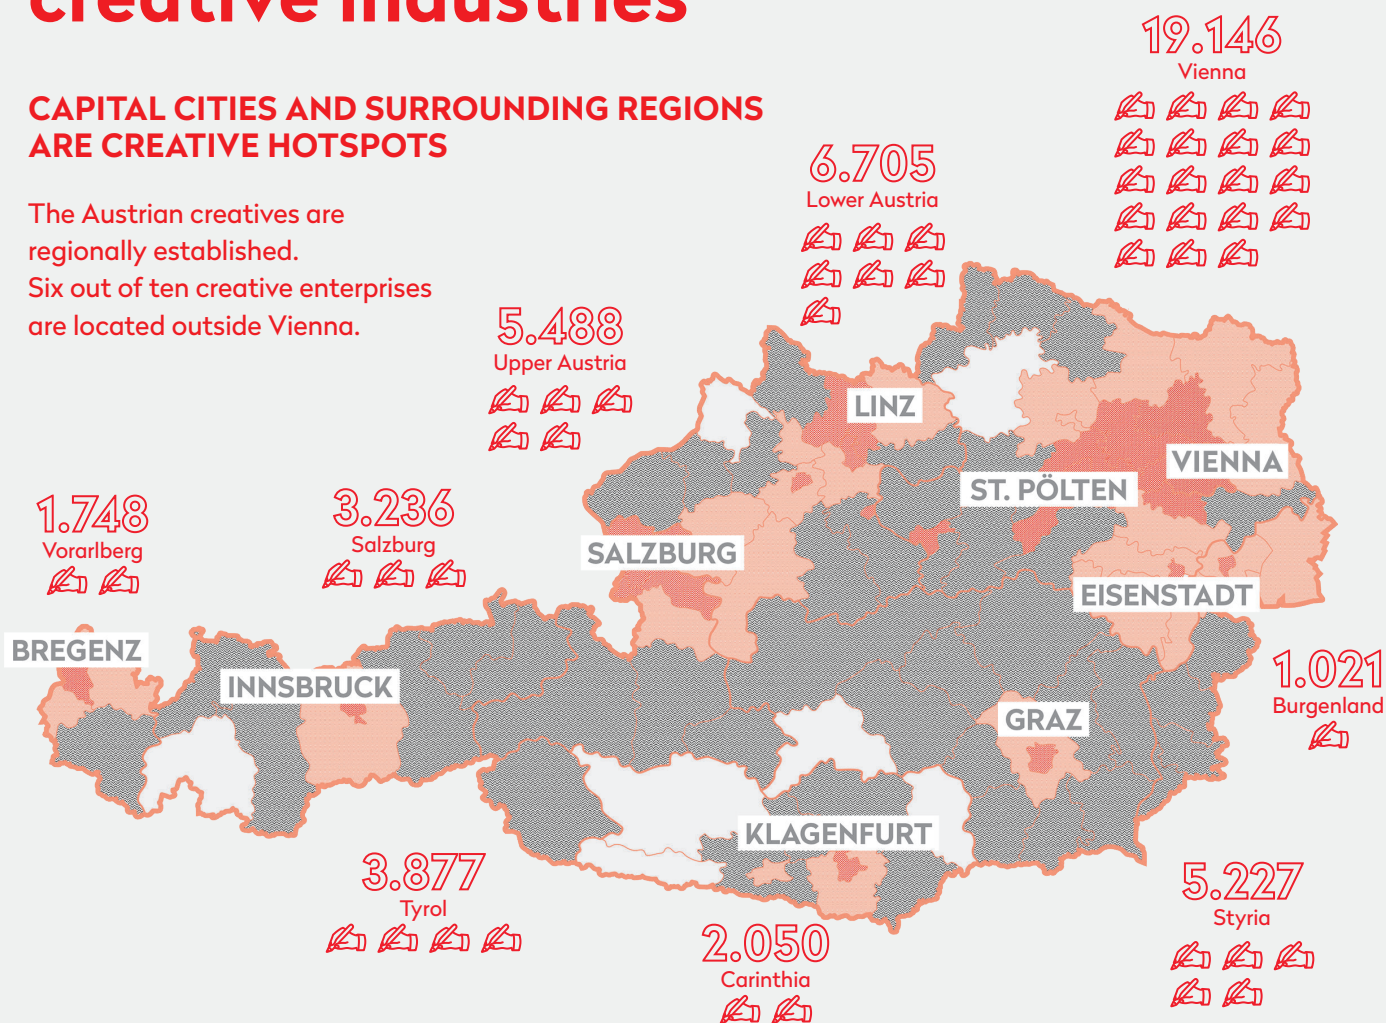 creative industries
CAPITAL CITIES AND SURROUNDING REGIONS
ARE CREATIVE HOTSPOTS
The Austrian creatives are
regionally established.
Six out of ten creative enterprises
are located outside Vienna.
19.146
Vienna
6.705
Lower Austria
5.488
Upper Austria
1.748
Vorarlberg
3.236
Salzburg
LINZ
VIENNA
ST. PÖLTEN
SALZBURG
EISENSTADT
BREGENZ
INNSBRUCK
GRAZ
1.021
Burgenland
KLAGENFURT
3.877
Tyrol
2.050
Carinthia
5.227
Styria